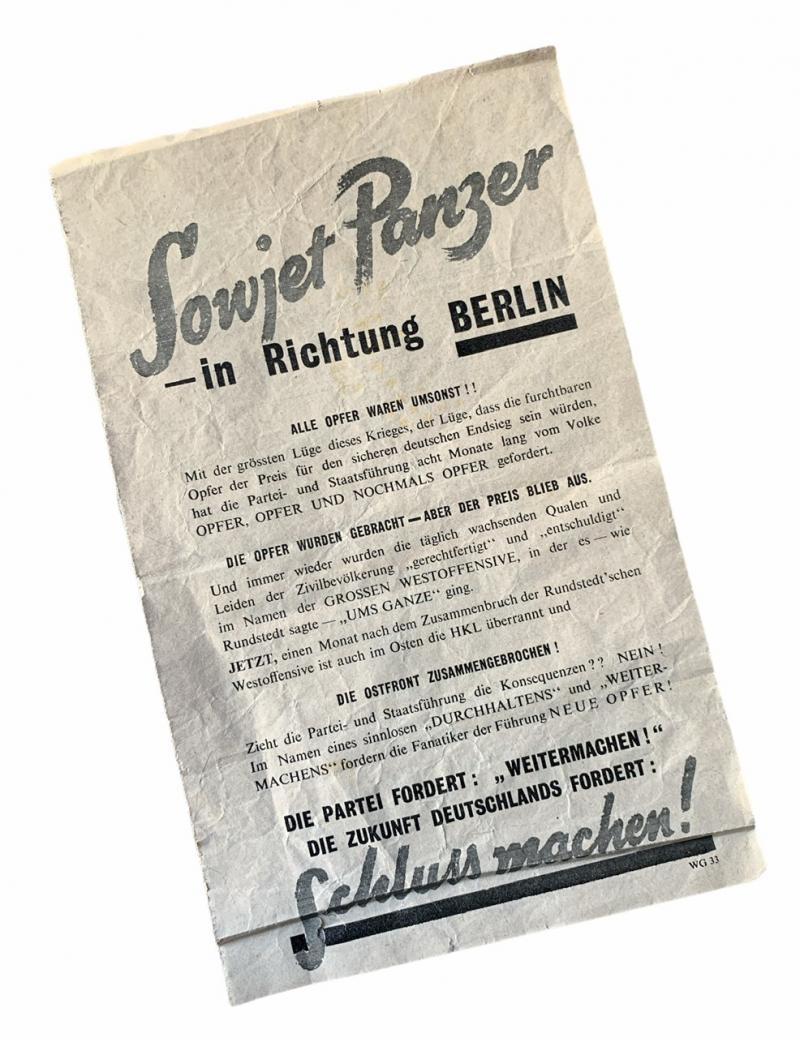 Sowjet Panzer
—in Richtung BERLIN
ALLE OPFER WAREN UMSONST!!
Mit der grössten Lüge dieses Krieges, der Lüge, dass die furchtbaren
Opfer der Preis für den sicheren deutschen Endsieg sein würden,
hat die Partei- und Staatsführung acht Monate lang vom Volke
OPFER, OPFER UND NOCHMALS OPFER gefordert.
DIE OPFER WURDEN GEBRACHT—ABER DER PREIS BLIEB AUS.
Und immer wieder wurden die täglich wachsenden Qualen und
Leiden der Zivilbevölkerung „gerechtfertigt“ und „entschuldigt“
im Namen der GROSSEN WESTOFFENSIVE, in der es — wie
Rundstedt sagte — „UMS GANZE“ ging.
JETZT, einen Monat nach dem Zusammenbruch der Rundstedt'schen
Westoffensive ist auch im Osten die HKL überrannt und
DIE OSTFRONT ZUSAMMENGEBROCHEN!
Zieht die Partei- und Staatsführung die Konsequenzen?? NEIN!
Im Namen eines sinnlosen „DURCHHALTENS“ und „WEITER-
MACHENS“ fordern die Fanatiker der Führung NEUE OPFER!
DIE PARTEI FORDERT: „WEITERMACHEN!“
DIE ZUKUNFT DEUTSCHLANDS FORDERT:
Schluss machen!
WG 33